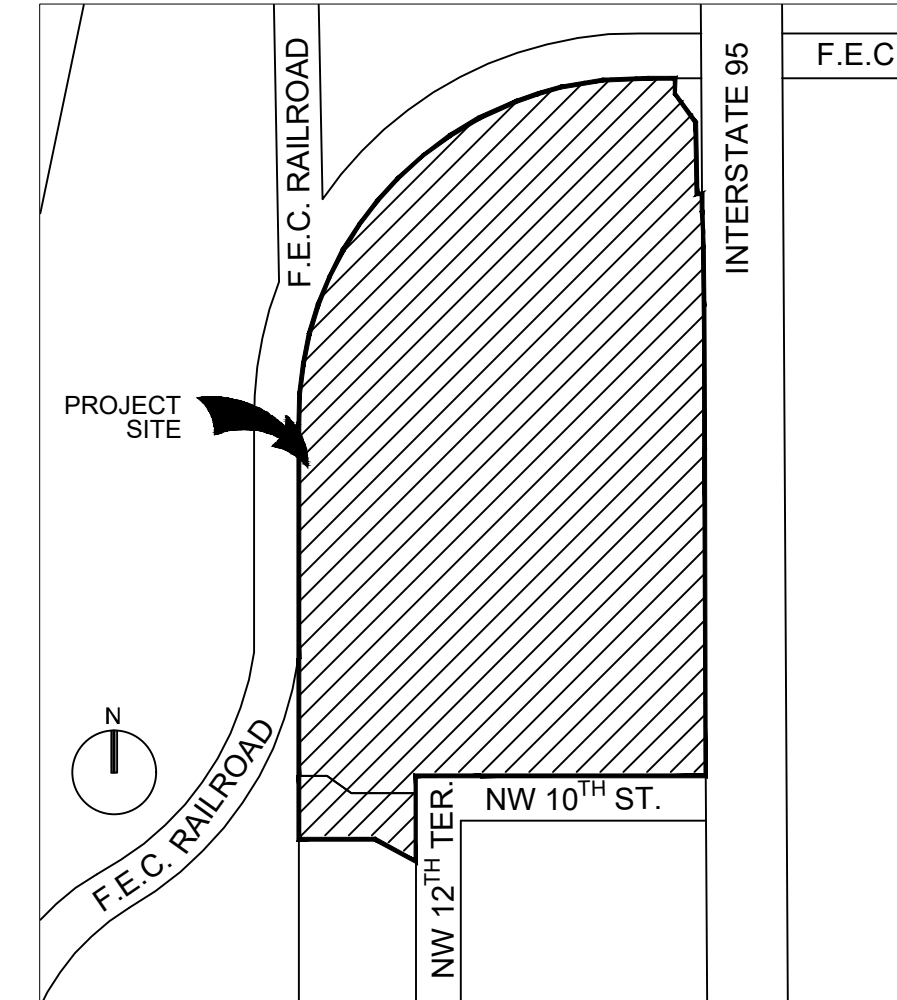 F.E.C. RAILROAD
INTERSTATE 95
F.E.C
PROJECT
SITE
N
F.E.C. RAILROAD
NW 10TH ST.
NW 12TH TER.